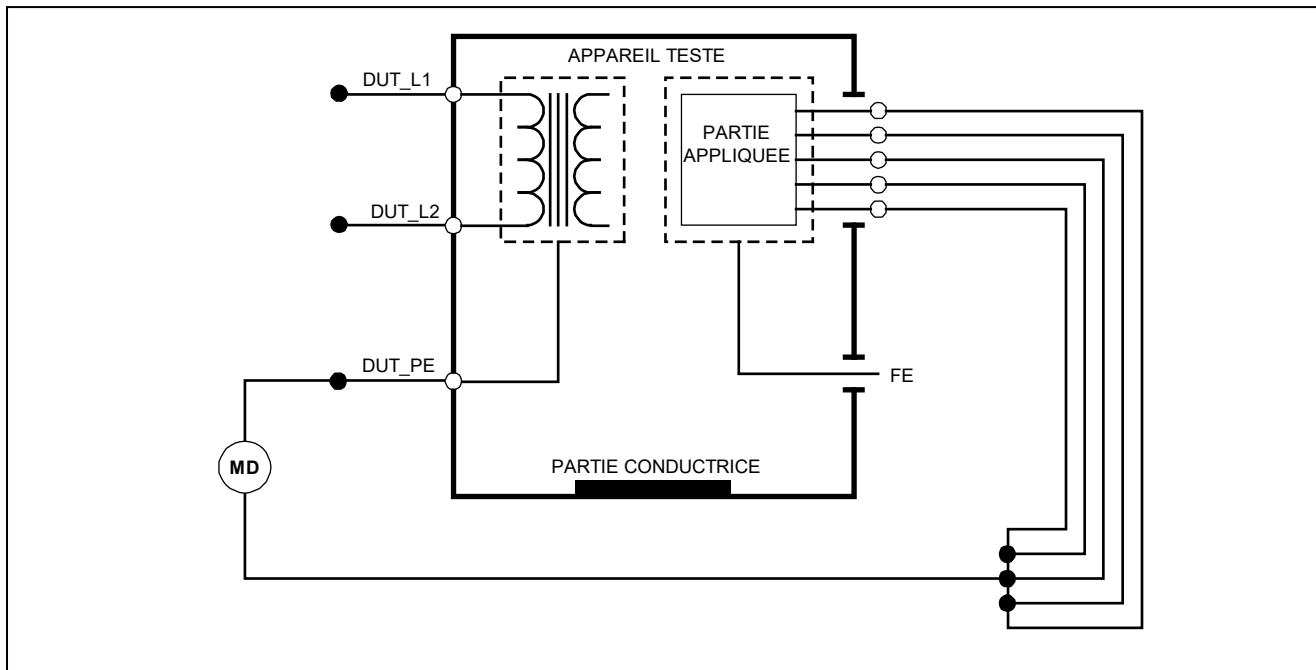 APPAREIL TESTE
DUT_L1
PARTIE
APPLIQUEE
DUT_L2
DUT_PE
FE
MD
PARTIE CONDUCTRICE